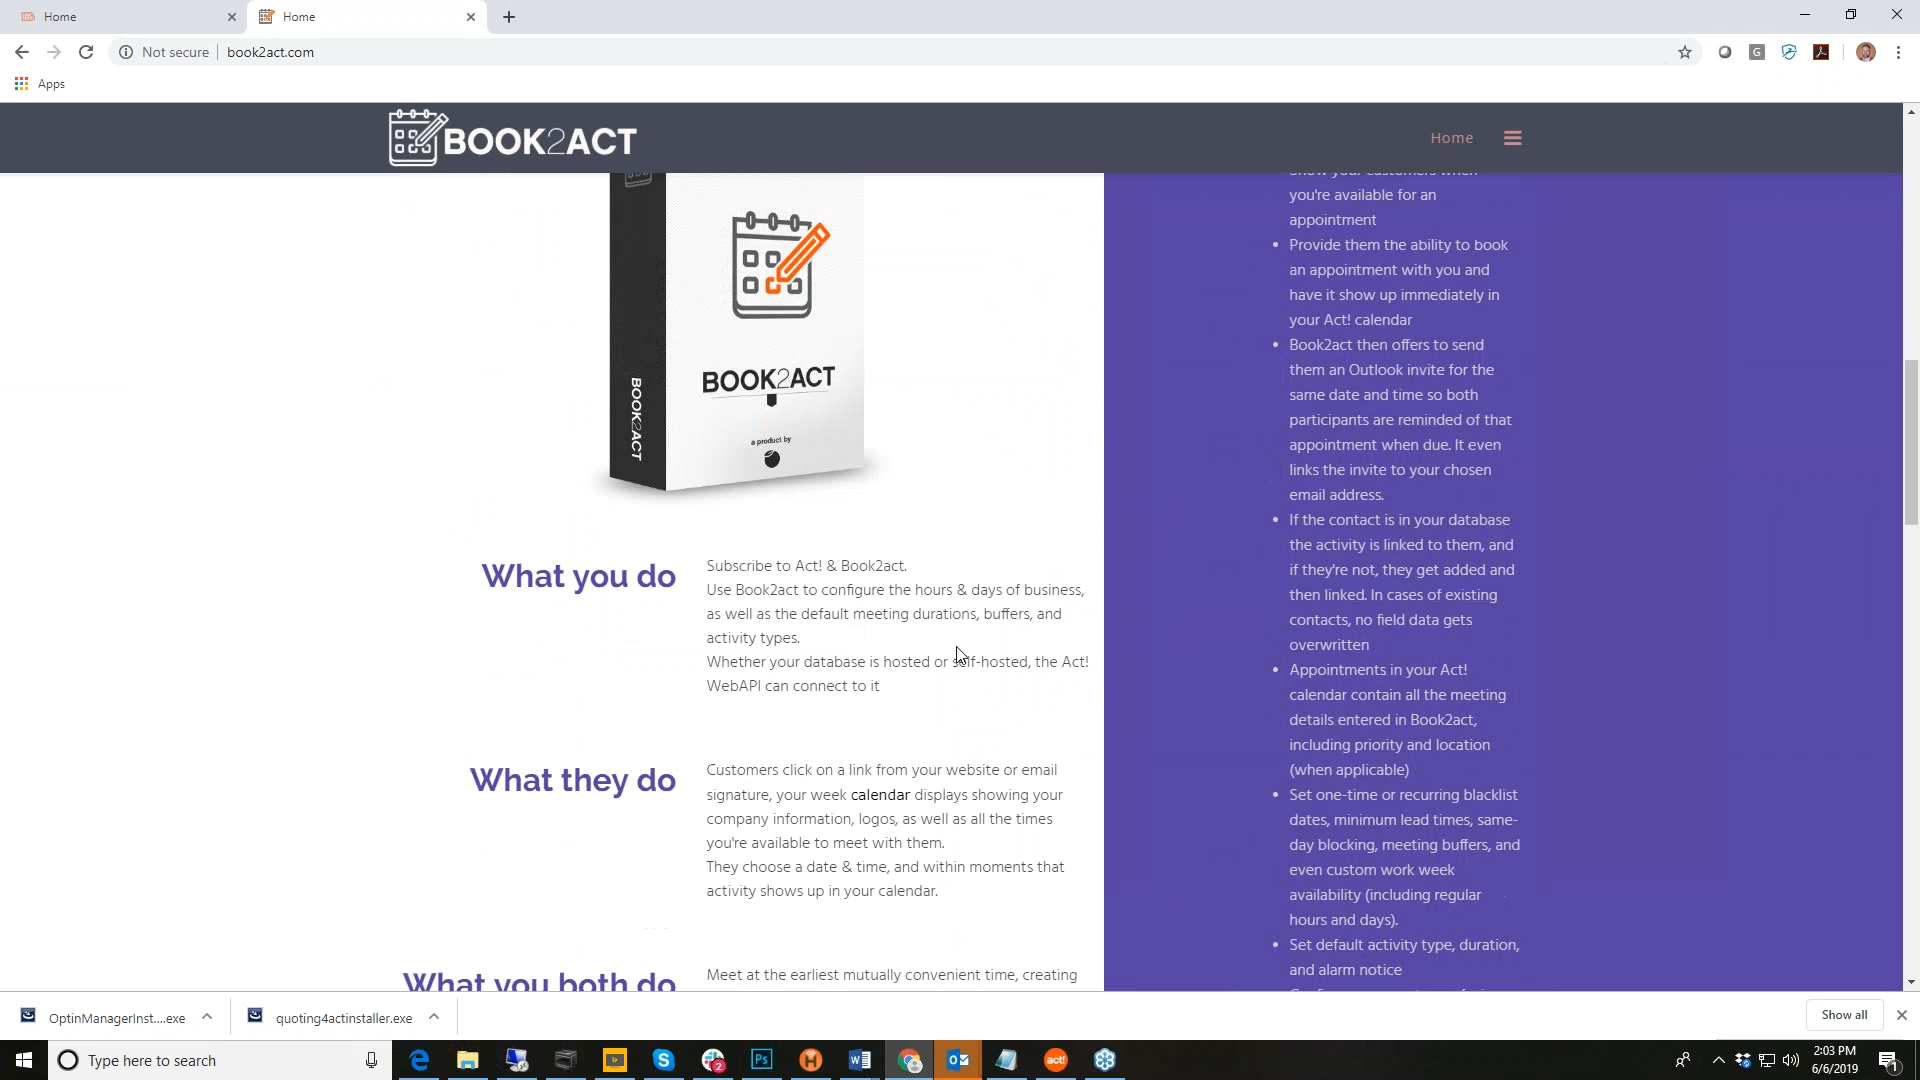 Home
Home
Not secure
book2act.com
G
Apps
BOOK2ACT
Home
BOOK2ACT
BOOK2ACT
a product by
What you do
Subscribe to Act! & Book2act.
Use Book2act to configure the hours & days of business,
as well as the default meeting durations, buffers, and
activity types.
Whether your database is hosted or self-hosted, the Act!
WebAPI can connect to it
What they do
Customers click on a link from your website or email
signature, your week calendar displays showing your
company information, logos, as well as all the times
you're available to meet with them.
They choose a date & time, and within moments that
activity shows up in your calendar.
What you both do
Meet at the earliest mutually convenient time, creating
Show your customers when
you're available for an
appointment
Provide them the ability to book
an appointment with you and
have it show up immediately in
your Act! calendar
Book2act then offers to send
them an Outlook invite for the
same date and time so both
participants are reminded of that
appointment when due. It even
links the invite to your chosen
email address.
If the contact is in your database
the activity is linked to them, and
if they're not, they get added and
then linked. In cases of existing
contacts, no field data gets
overwritten
Appointments in your Act!
calendar contain all the meeting
details entered in Book2act,
including priority and location
(when applicable)
Set one-time or recurring blacklist
dates, minimum lead times, same-
day blocking, meeting buffers, and
even custom work week
availability (including regular
hours and days).
Set default activity type, duration,
and alarm notice
OptinManagerInst....exe
quoting4actinstaller.exe
Show all
Type here to search
2
Ps
act!
2:03 PM
6/6/2019
1